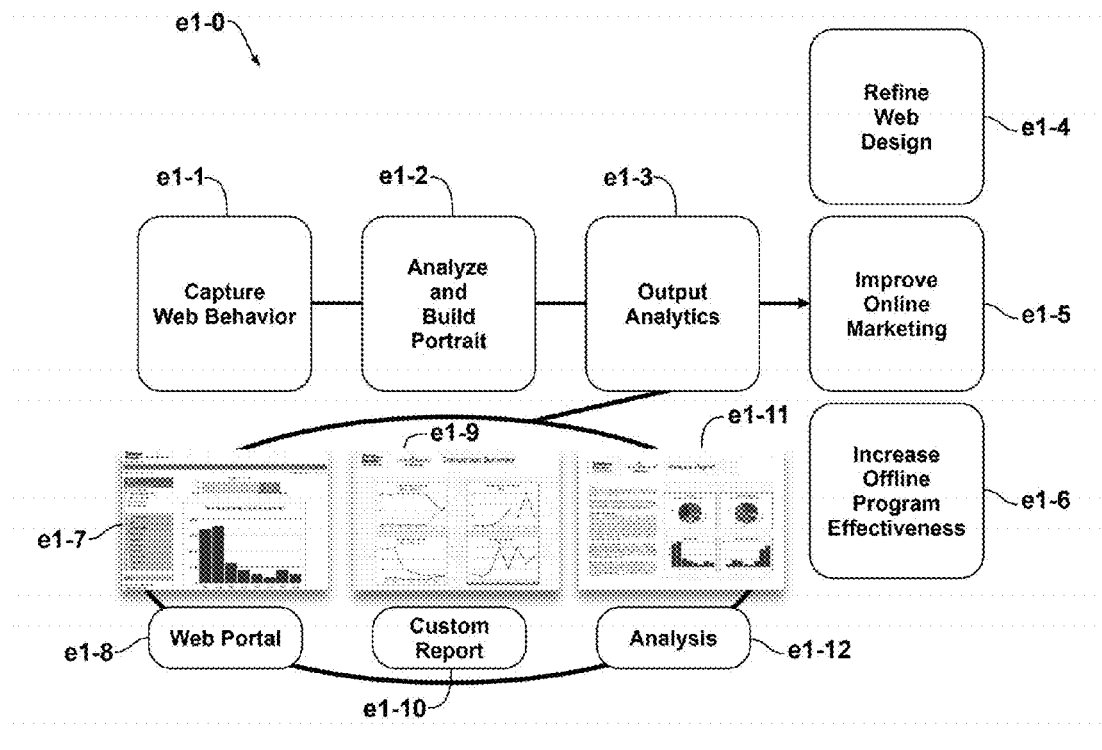 e1-0
Refine
Web
Design
e1-4
e1-1
e1-2
e1-3
Capture
Web Behavior
Analyze
and
Build
Portrait
Output
Analytics
Improve
Online
Marketing
e1-5
e1-9
e1-11
Increase
Offline
Program
Effectiveness
e1-6
e1-7
Web Portal
e1-8
Custom
Report
e1-10
Analysis
e1-12